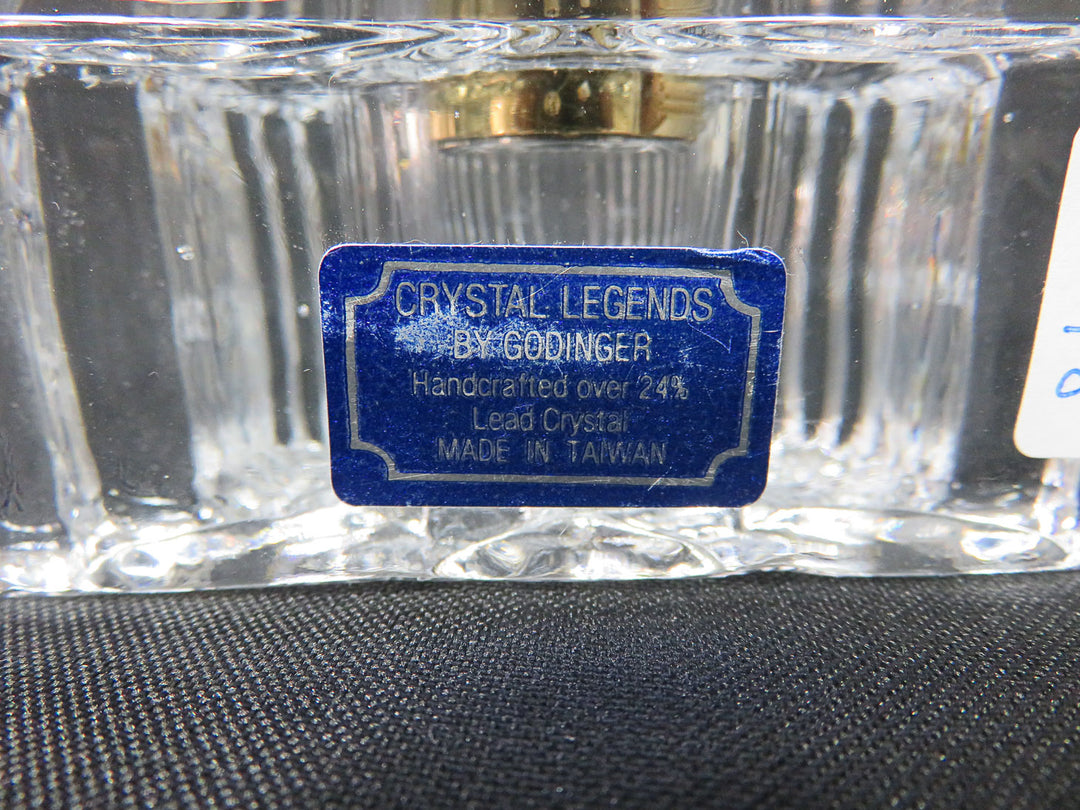 CRYSTAL LEGENDS
BY GODINGER
Handcrafted over 24%
Lead Crystal
MADE IN TAIWAN